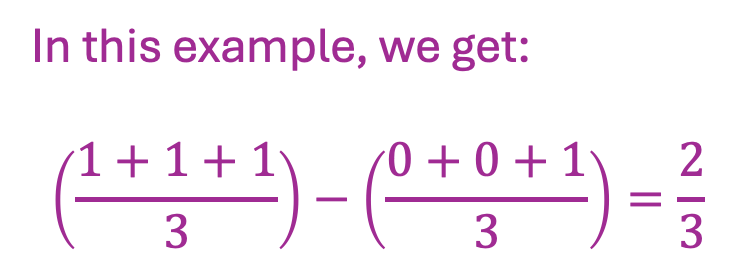 In this example, we get:
(1 + 1 + 1 / 3) − (0 + 0 + 1 / 3) = 2 / 3